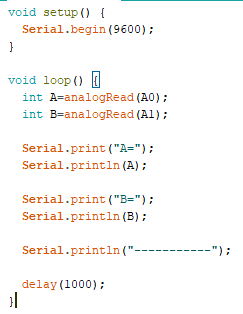 void setup() {
  Serial.begin(9600);
}

void loop() {
  int A=analogRead(A0);
  int B=analogRead(A1);

  Serial.print("A=");
  Serial.println(A);

  Serial.print("B=");
  Serial.println(B);

  Serial.println("-----------");

  delay(1000);
}